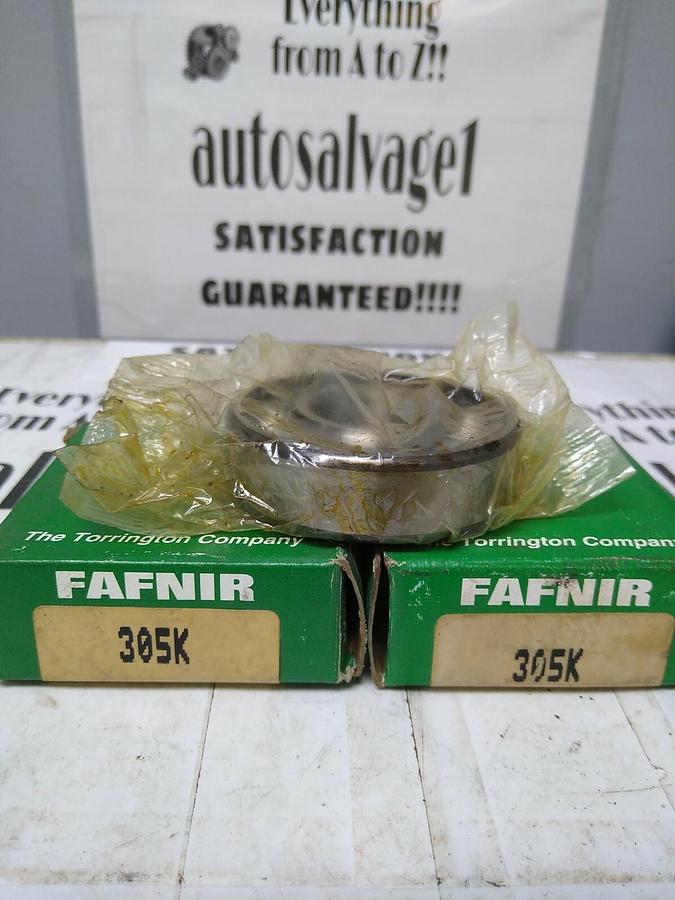 Everything
from A to Z!!
autosalvage1
SATISFACTION
GUARANTEED!!!!
The Torrington Company
Torrington Company
FAFNIR
FAFNIR
305K
305K